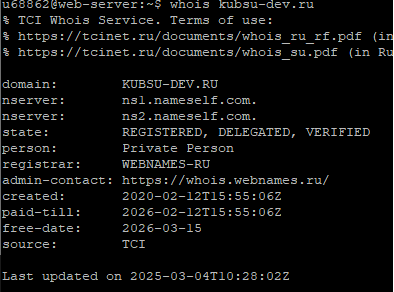 u68862@web-server:~$ whois kubsu-dev.ru
% TCI Whois Service. Terms of use:
% https://tcinet.ru/documents/whois_ru_rf.pdf (in
% https://tcinet.ru/documents/whois_su.pdf (in Ru
domain: KUBSU-DEV.RU
nserver: ns1.nameself.com.
nserver: ns2.nameself.com.
state: REGISTERED, DELEGATED, VERIFIED
person: Private Person
registrar: WEBNAMES-RU
admin-contact: https://whois.webnames.ru/
created: 2020-02-12T15:55:06Z
paid-till: 2026-02-12T15:55:06Z
free-date: 2026-03-15
source: TCI
Last updated on 2025-03-04T10:28:02Z